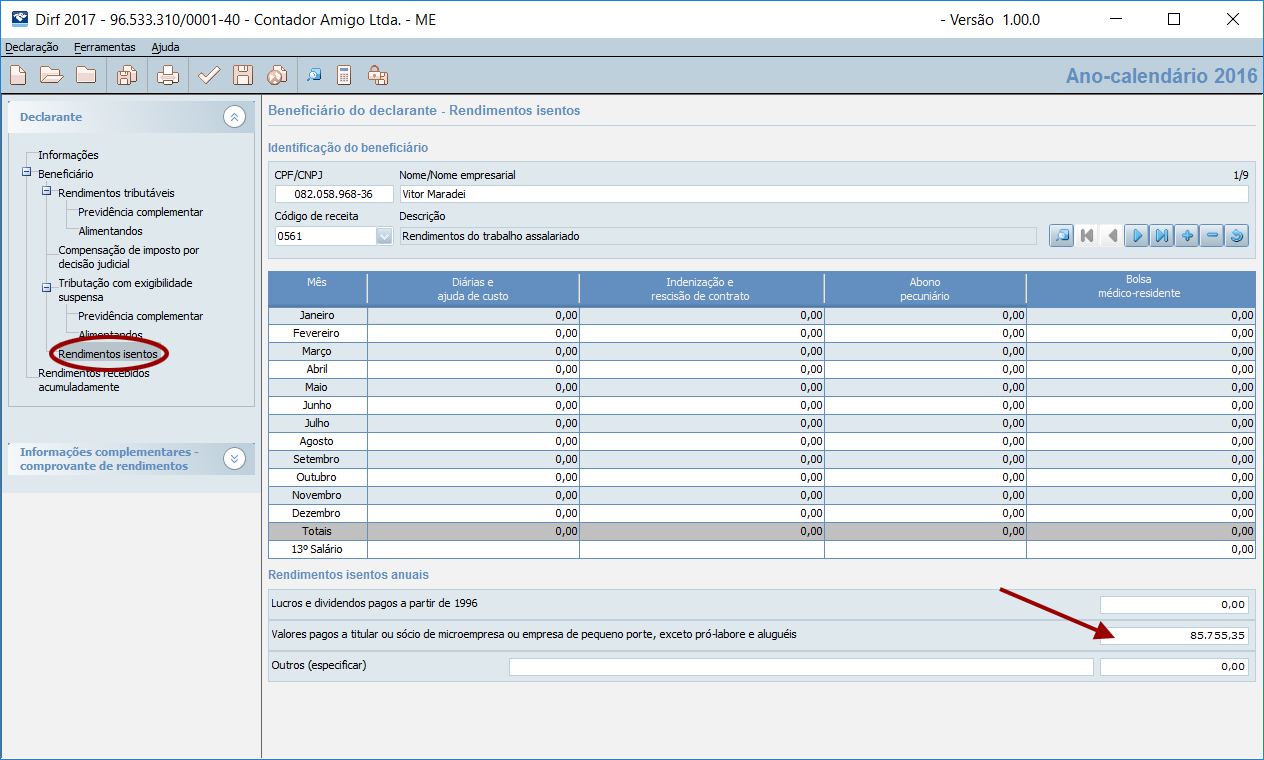 Dirf 2017 - 96.533.310/0001-40 - Contador Amigo Ltda. - ME - Versão 1.00.0
Declaração Ferramentas Ajuda
Ano-calendário 2016
Declarante
Informações
Beneficiário
Rendimentos tributáveis
Previdência complementar
Alimentandos
Compensação de imposto por
decisão judicial
Tributação com exigibilidade
suspensa
Previdência complementar
Alimentandos
Rendimentos isentos
Rendimentos recebidos
acumuladamente
Informações complementares -
comprovante de rendimentos
Beneficiário do declarante - Rendimentos isentos
Identificação do beneficiário
CPF/CNPJ Nome/Nome empresarial 1/9
082.058.968-36 Vitor Maradei
Código de receita Descrição
0561 Rendimentos do trabalho assalariado
Mês Diárias e ajuda de custo Indenização e rescisão de contrato Abono pecuniário Bolsa médico-residente
Janeiro 0,00 0,00 0,00 0,00
Fevereiro 0,00 0,00 0,00 0,00
Março 0,00 0,00 0,00 0,00
Abril 0,00 0,00 0,00 0,00
Maio 0,00 0,00 0,00 0,00
Junho 0,00 0,00 0,00 0,00
Julho 0,00 0,00 0,00 0,00
Agosto 0,00 0,00 0,00 0,00
Setembro 0,00 0,00 0,00 0,00
Outubro 0,00 0,00 0,00 0,00
Novembro 0,00 0,00 0,00 0,00
Dezembro 0,00 0,00 0,00 0,00
Totais 0,00 0,00 0,00 0,00
13º Salário 0,00
Rendimentos isentos anuais
Lucros e dividendos pagos a partir de 1996 0,00
Valores pagos a titular ou sócio de microempresa ou empresa de pequeno porte, exceto pró-labore e aluguéis 85.755,35
Outros (especificar) 0,00